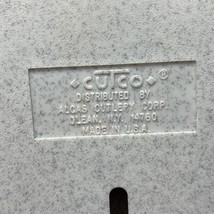 CUTCO ®
DISTRIBUTED BY
ALCAS CUTLERY CORP.
OLEAN, N.Y. 14760
MADE IN U.S.A.